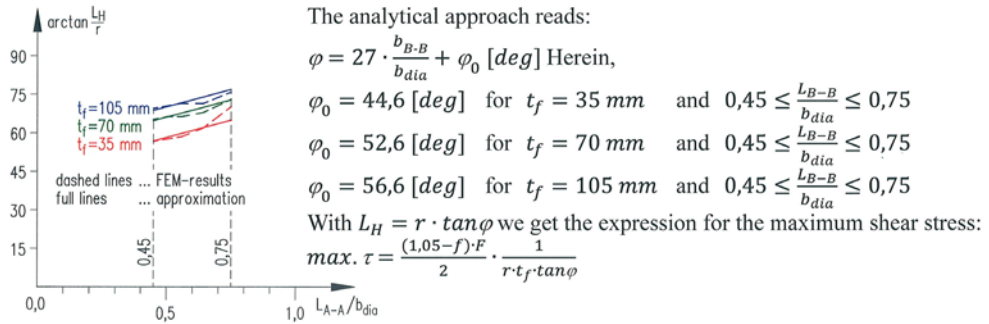 arctan L_H/r
90
75
60
45
30
15
t_f=105 mm
t_f=70 mm
t_f=35 mm
dashed lines ... FEM-results
full lines ... approximation
0,45
0,75
0,0
0,5
1,0
L_A-A/b_dia
The analytical approach reads:
φ = 27 · b_B-B/b_dia + φ_0 [deg] Herein,
φ_0 = 44,6 [deg] for t_f = 35 mm and 0,45 ≤ L_B-B/b_dia ≤ 0,75
φ_0 = 52,6 [deg] for t_f = 70 mm and 0,45 ≤ L_B-B/b_dia ≤ 0,75
φ_0 = 56,6 [deg] for t_f = 105 mm and 0,45 ≤ L_B-B/b_dia ≤ 0,75
With L_H = r · tanφ we get the expression for the maximum shear stress:
max. τ = (1,05−f)·F/2 · 1/r·t_f·tanφ